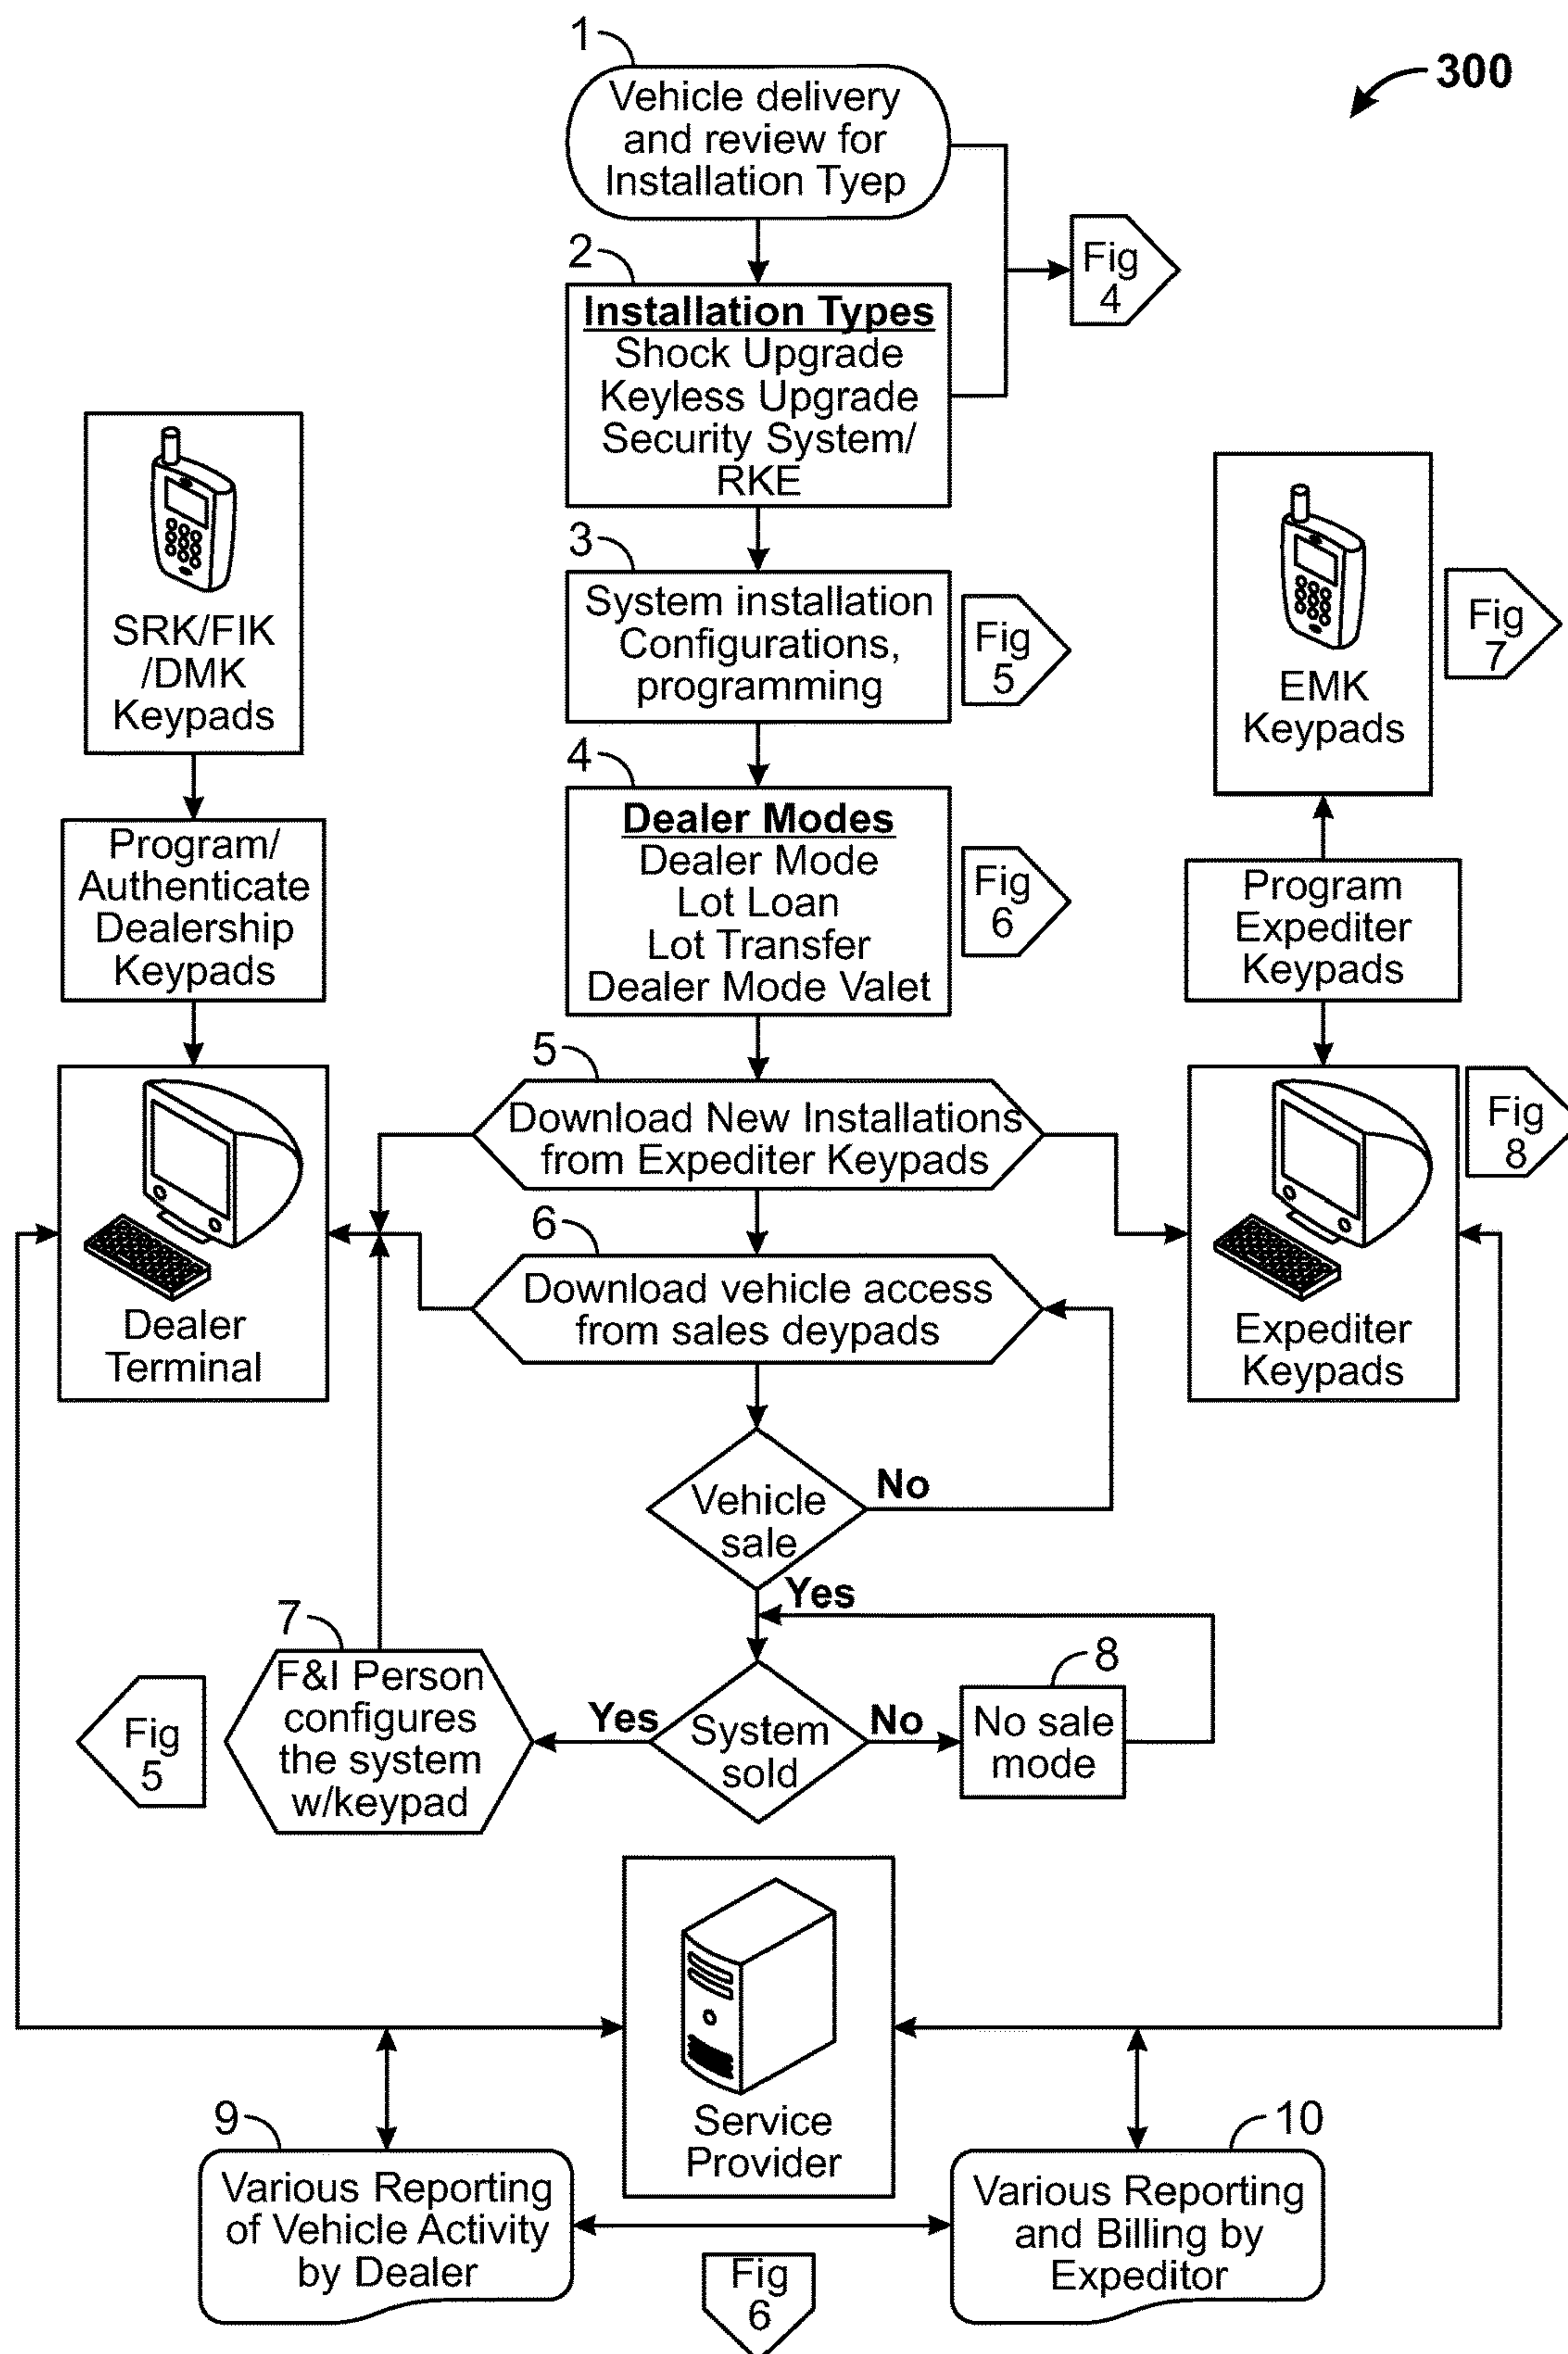 300
1
Vehicle delivery
and review for
Installation Tyep
Fig
4
2
Installation Types
Shock Upgrade
Keyless Upgrade
Security System/
RKE
SRK/FIK
/DMK
Keypads
3
System installation
Configurations,
programming
Fig
5
EMK
Keypads
Fig
7
4
Dealer Modes
Dealer Mode
Lot Loan
Lot Transfer
Dealer Mode Valet
Fig
6
Program/
Authenticate
Dealership
Keypads
Program
Expediter
Keypads
5
Download New Installations
from Expediter Keypads
Fig
8
6
Download vehicle access
from sales deypads
Dealer
Terminal
Expediter
Keypads
Vehicle
sale
No
Yes
7
F&I Person
configures
the system
w/keypad
Fig
5
Yes
System
sold
No
8
No sale
mode
Service
Provider
9
Various Reporting
of Vehicle Activity
by Dealer
10
Various Reporting
and Billing by
Expeditor
Fig
6